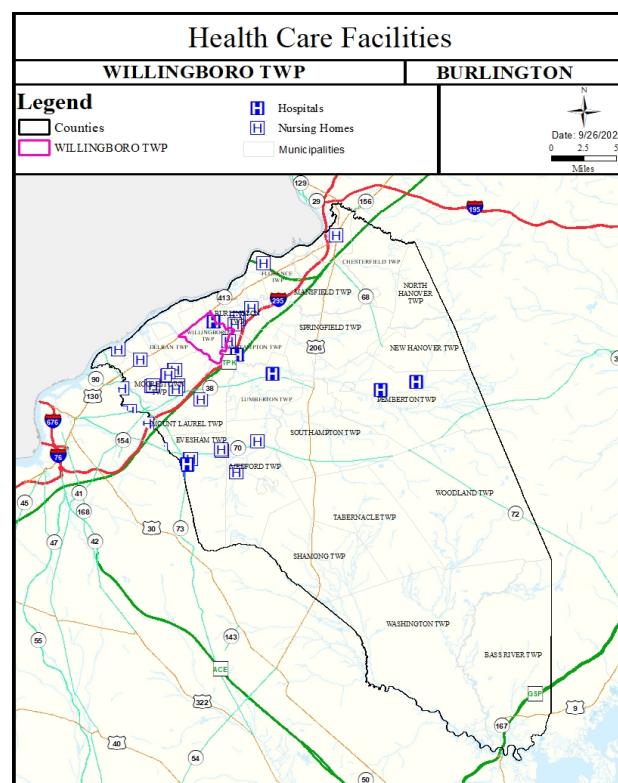 Health Care Facilities
WILLINGBORO TWP
BURLINGTON
Legend
Counties
WILLINGBORO TWP
Hospitals
Nursing Homes
Municipalities
N
Date: 9/26/202
0 2.5 5
Miles
129
29
156
195
CHESTERFIELD TWP
FLORENCE TWP
MANSFIELD TWP
NORTH
HANOVER
TWP
68
413
295
BURLINGTON TWP
SPRINGFIELD TWP
WILLINGBORO
TWP
DELRAN TWP
206
NEW HANOVER TWP
TPK
90
130
38
MOORESTOWN TWP
LUMBERTON TWP
PEMBERTON TWP
MOUNT LAUREL TWP
SOUTHAMPTON TWP
676
154
EVESHAM TWP
70
76
MEDFORD TWP
WOODLAND TWP
41
45
168
72
TABERNACLE TWP
30
73
42
47
SHAMONG TWP
WASHINGTON TWP
143
55
BASS RIVER TWP
ACE
GSP
322
9
167
40
54
50